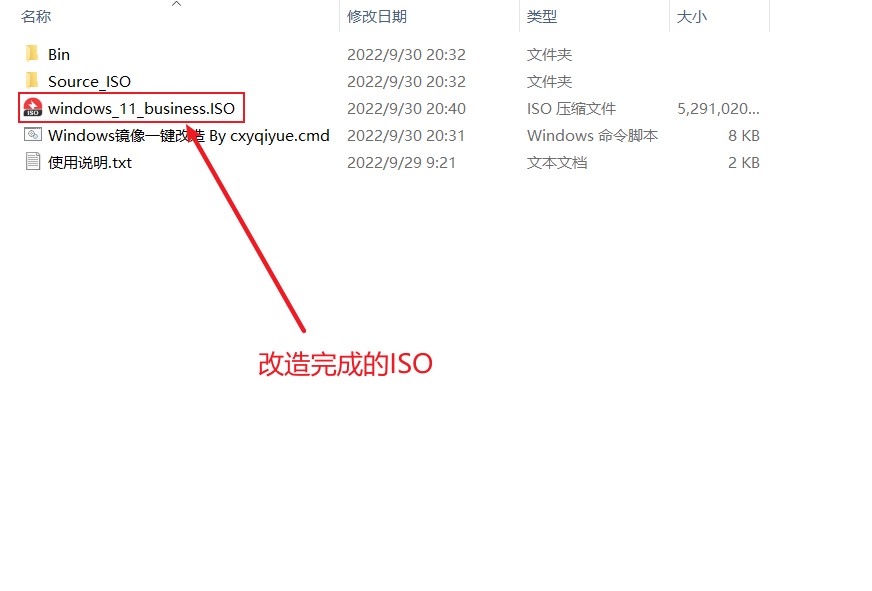 名称 修改日期 类型 大小
Bin 2022/9/30 20:32 文件夹
Source_ISO 2022/9/30 20:32 文件夹
windows_11_business.ISO 2022/9/30 20:40 ISO 压缩文件 5,291,020...
Windows镜像一键改造 By cxyqiyue.cmd 2022/9/30 20:31 Windows 命令脚本 8 KB
使用说明.txt 2022/9/29 9:21 文本文档 2 KB
改造完成的ISO